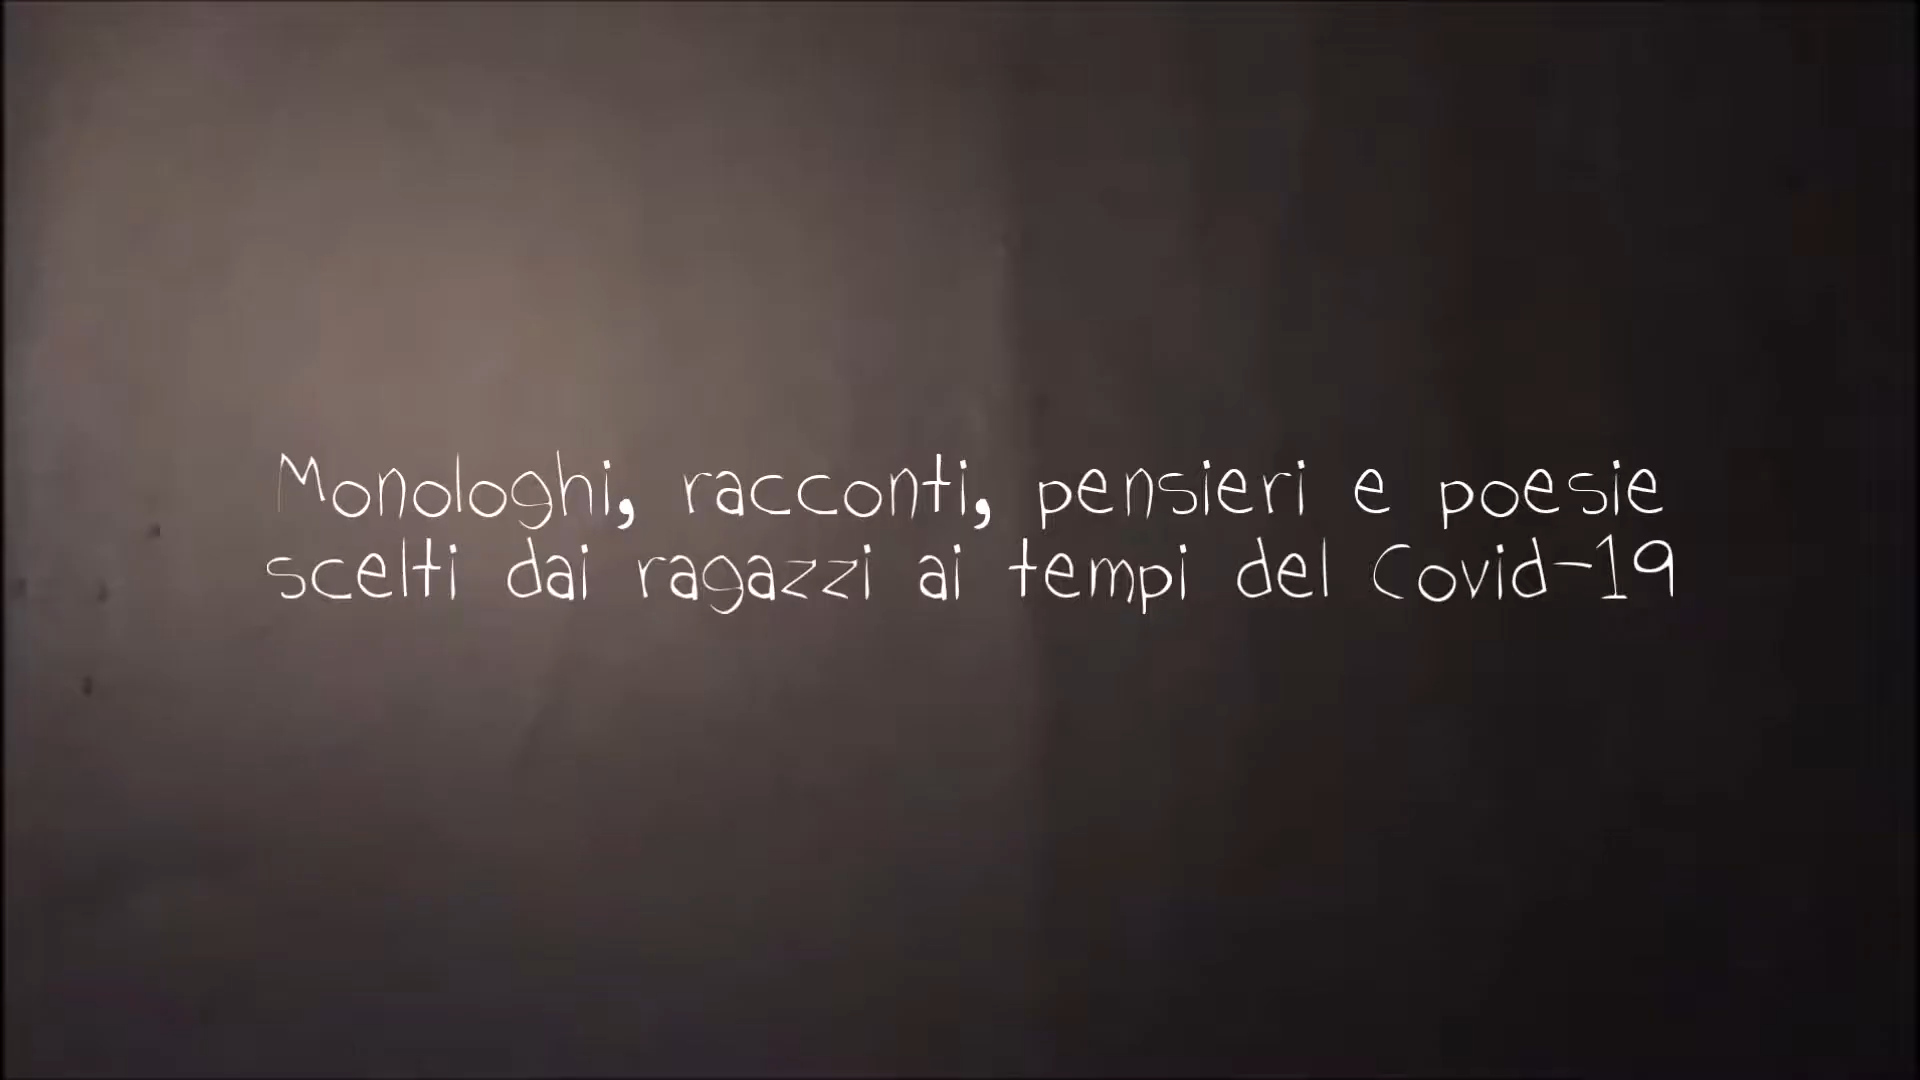 Monologhi, racconti, pensieri e poesie
scelti dai ragazzi ai tempi del Covid-19